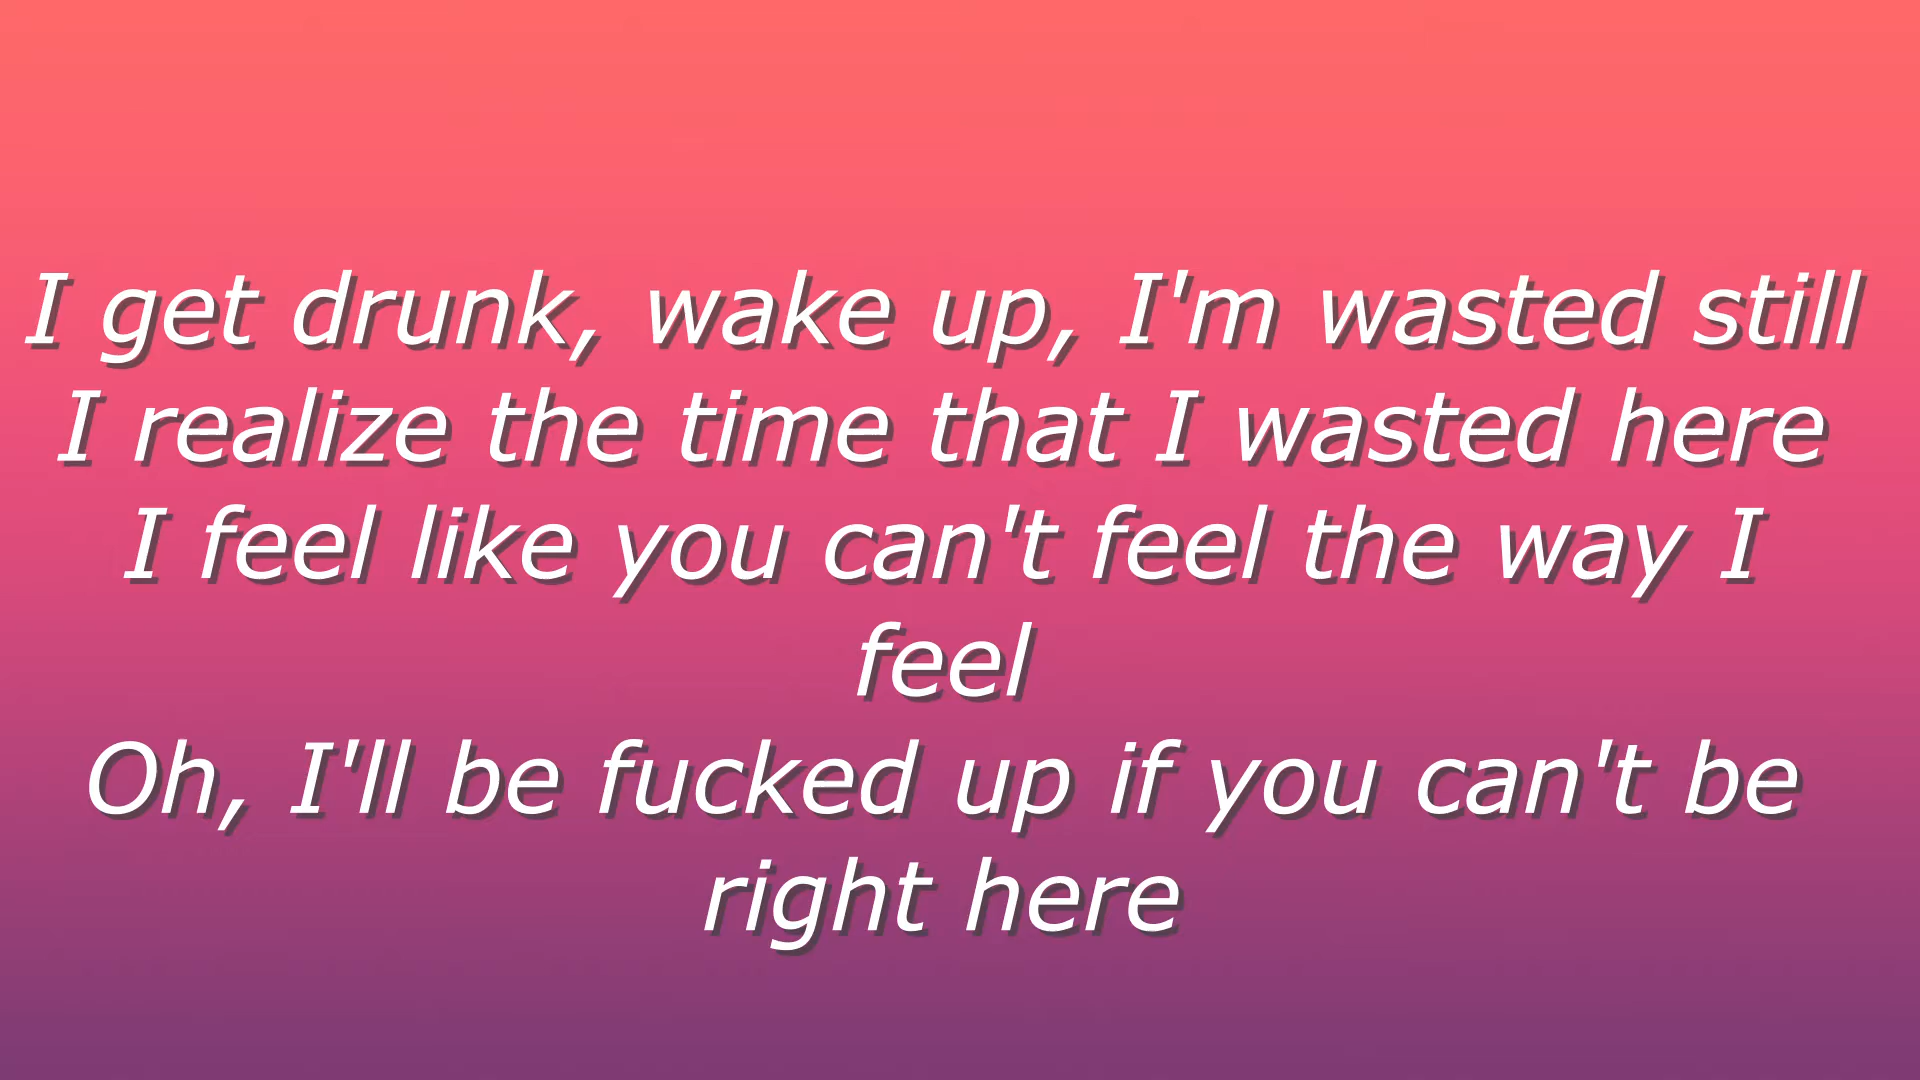 I get drunk, wake up, I'm wasted still
I realize the time that I wasted here
I feel like you can't feel the way I
feel
Oh, I'll be fucked up if you can't be
right here